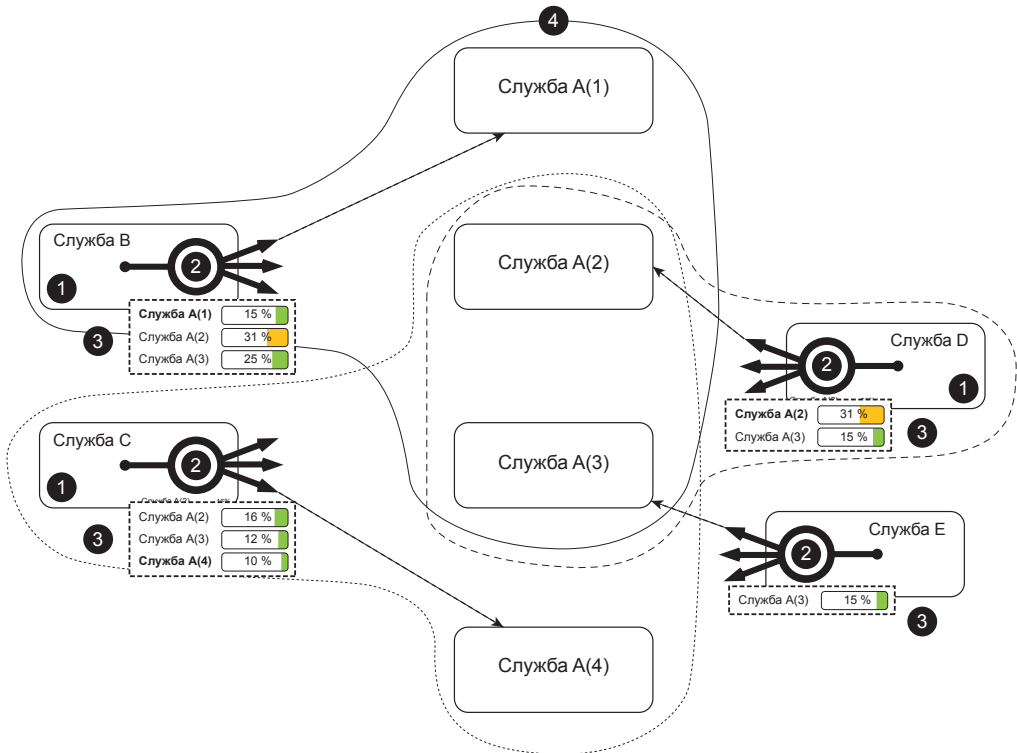 4
Служба A(1)
Служба B
2
1
Служба A(2)
Служба A(1) 15 %
3
Служба A(2) 31 %
Служба A(3) 25 %
Служба D
2
1
Служба A(2) 31 %
3
Служба A(3) 15 %
Служба C
2
1
Служба A(3)
Служба A(2) 16 %
3
Служба A(3) 12 %
Служба A(4) 10 %
Служба E
2
Служба A(3) 15 %
3
Служба A(4)